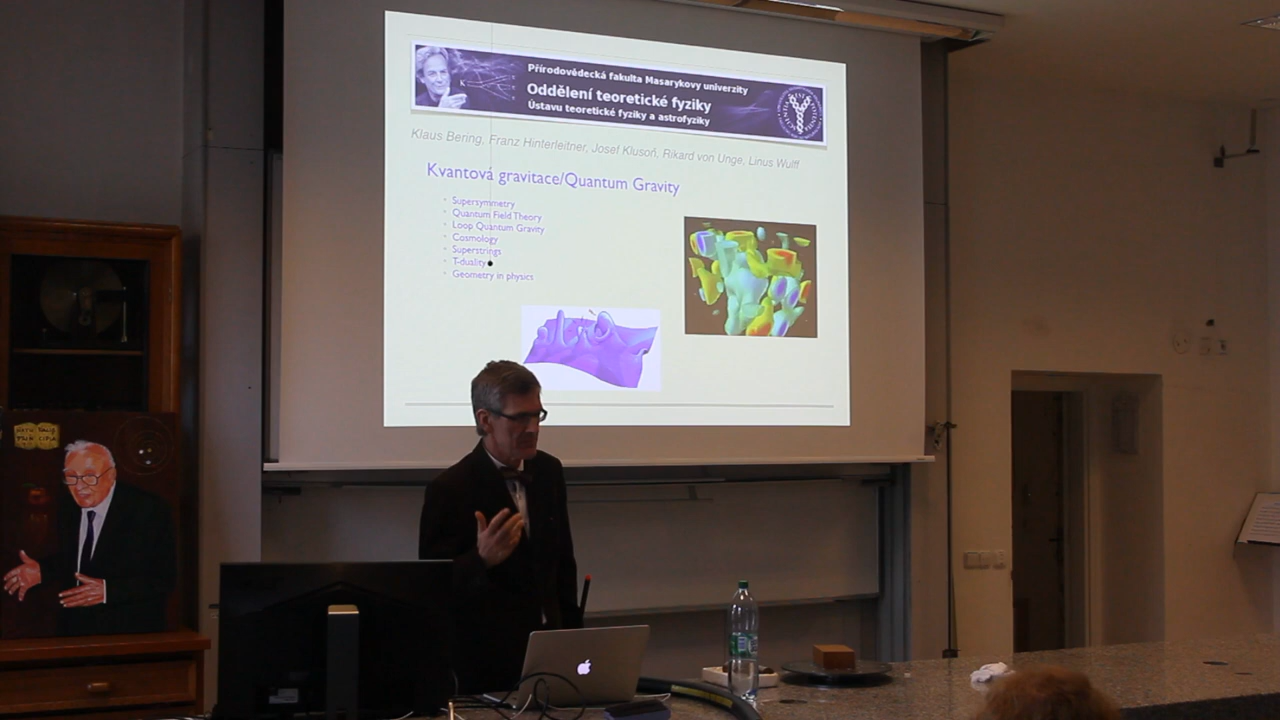 Přírodovědecká fakulta Masarykovy univerzity
Oddělení teoretické fyziky
Ústavu teoretické fyziky a astrofyziky
Klaus Bering, Franz Hinterleitner, Josef Klusoň, Rikard von Unge, Linus Wulff
Kvantová gravitace/Quantum Gravity
Supersymmetry
Quantum Field Theory
Loop Quantum Gravity
Cosmology
Superstrings
T-duality
Geometry in physics